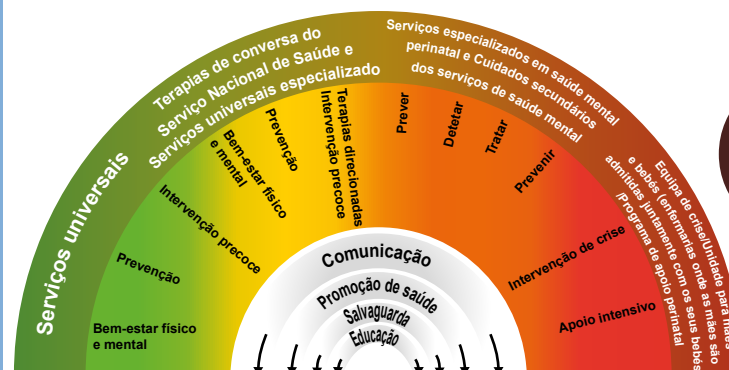 Serviços universais
Terapias de conversa do
Serviço Nacional de Saúde e
Serviços universais especializado
Serviços especializados em saúde mental
perinatal e Cuidados secundários
dos serviços de saúde mental
Equipa de crise/Unidade para mães
e bebés (enfermarias onde as mães são
admitidas juntamente com os seus bebés)
/Programa de apoio perinatal
Bem-estar físico
e mental
Prevenção
Intervenção precoce
Bem-estar físico
e mental
Prevenção
Terapias direcionadas
Intervenção precoce
Prever
Detetar
Tratar
Prevenir
Intervenção de crise
Apoio intensivo
Comunicação
Promoção de saúde
Salvaguarda
Educação